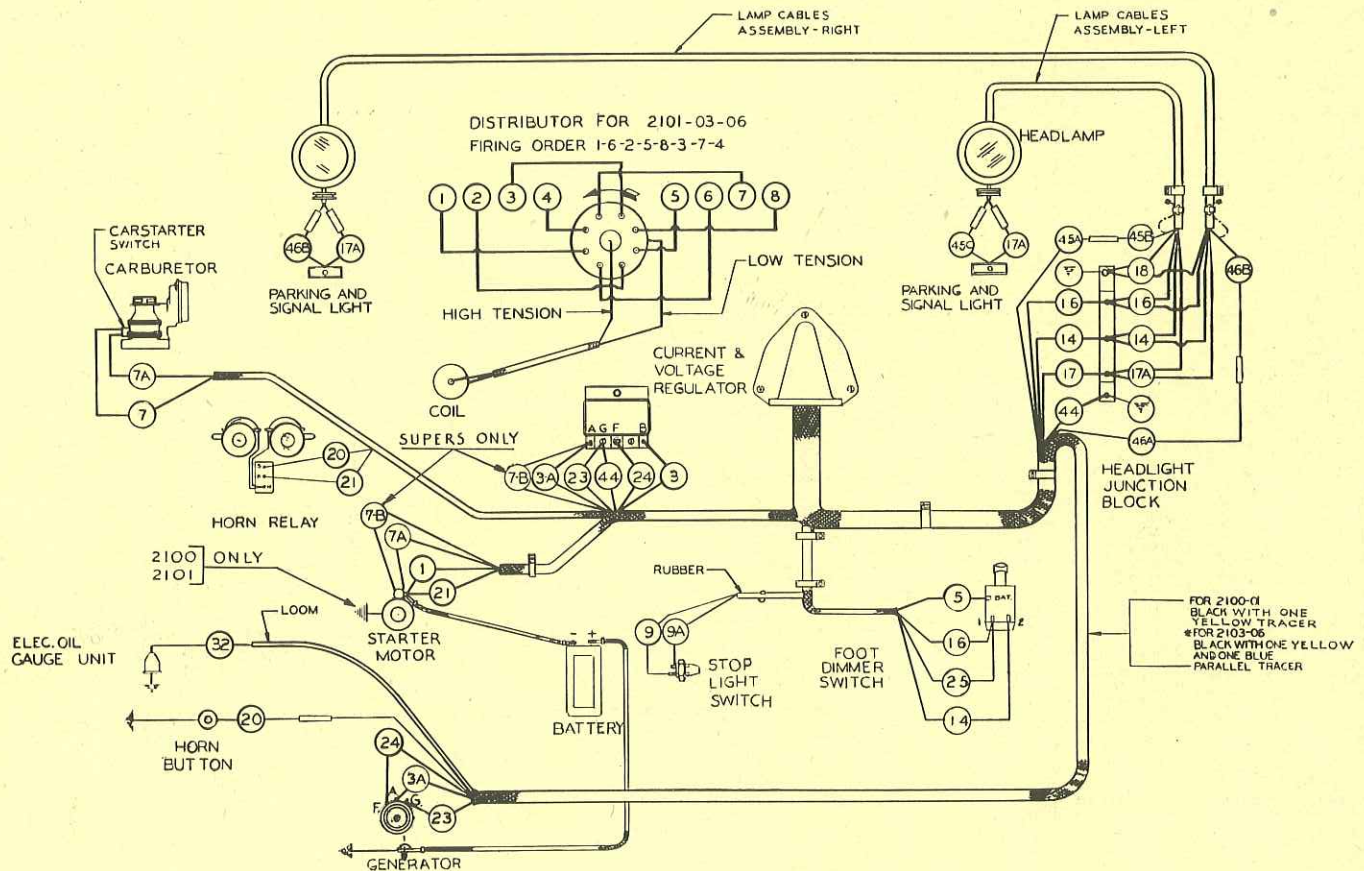 LAMP CABLES
ASSEMBLY-RIGHT
LAMP CABLES
ASSEMBLY-LEFT
DISTRIBUTOR FOR 2101-03-06
FIRING ORDER 1-6-2-5-8-3-7-4
HEADLAMP
1
2
3
4
5
6
7
8
CARSTARTER
SWITCH
CARBURETOR
46B
17A
PARKING AND
SIGNAL LIGHT
45C
17A
PARKING AND
SIGNAL LIGHT
45A
45B
18
46B
16
16
14
14
17
17A
44
46A
HEADLIGHT
JUNCTION
BLOCK
LOW TENSION
HIGH TENSION
COIL
CURRENT &
VOLTAGE
REGULATOR
A G F B
7-B
3-A
23
44
24
3
7A
7
SUPERS ONLY
20
21
HORN RELAY
7-B
7A
1
21
2100
2101
ONLY
STARTER
MOTOR
LOOM
ELEC. OIL
GAUGE UNIT
32
- +
BATTERY
RUBBER
9
9A
STOP
LIGHT
SWITCH
5
16
25
14
BAT.
1 2
FOOT
DIMMER
SWITCH
FOR 2100-01
BLACK WITH ONE
YELLOW TRACER
*FOR 2103-06
BLACK WITH ONE YELLOW
AND ONE BLUE
PARALLEL TRACER
20
HORN
BUTTON
24
3A
23
A
F.
G.
GENERATOR